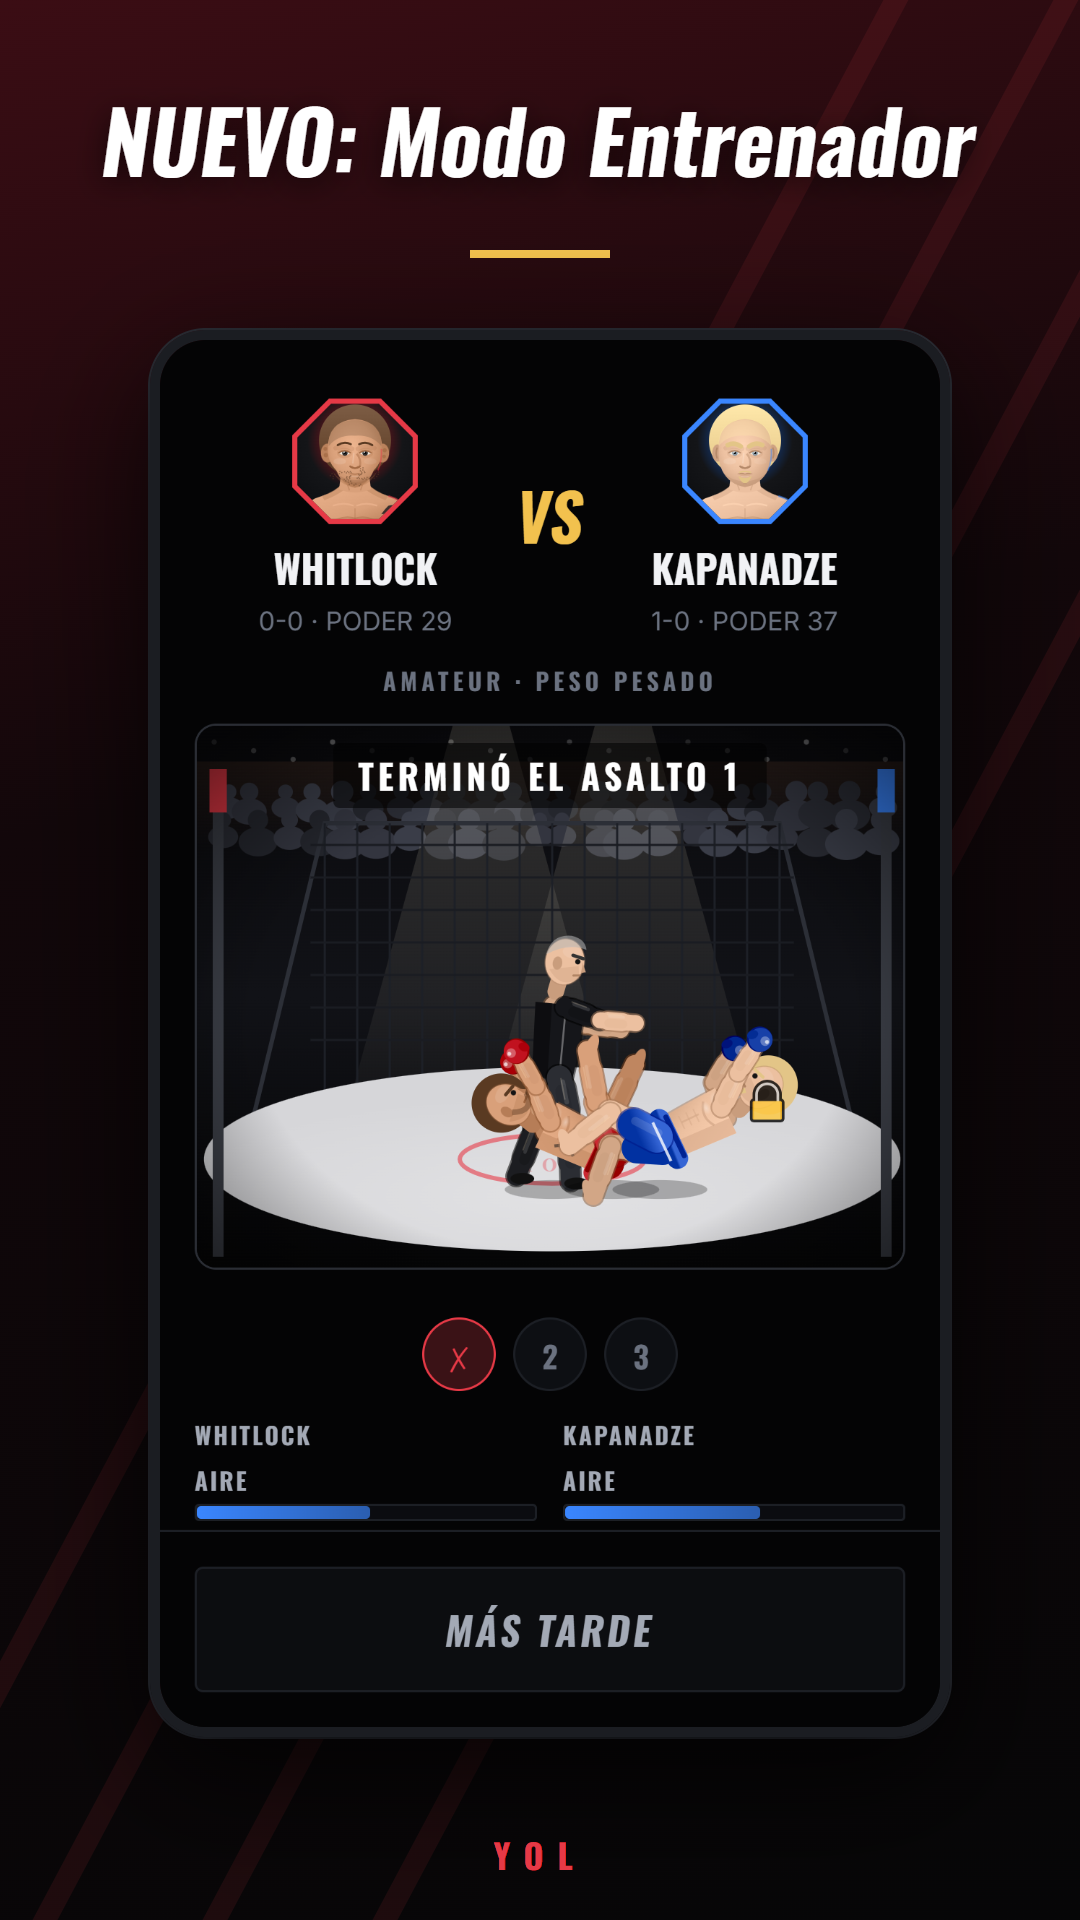 NUEVO: Modo Entrenador
VS
WHITLOCK
KAPANADZE
0-0 · PODER 29
1-0 · PODER 37
AMATEUR · PESO PESADO
TERMINÓ EL ASALTO 1
X 2 3
WHITLOCK
KAPANADZE
AIRE
AIRE
MÁS TARDE
YOL